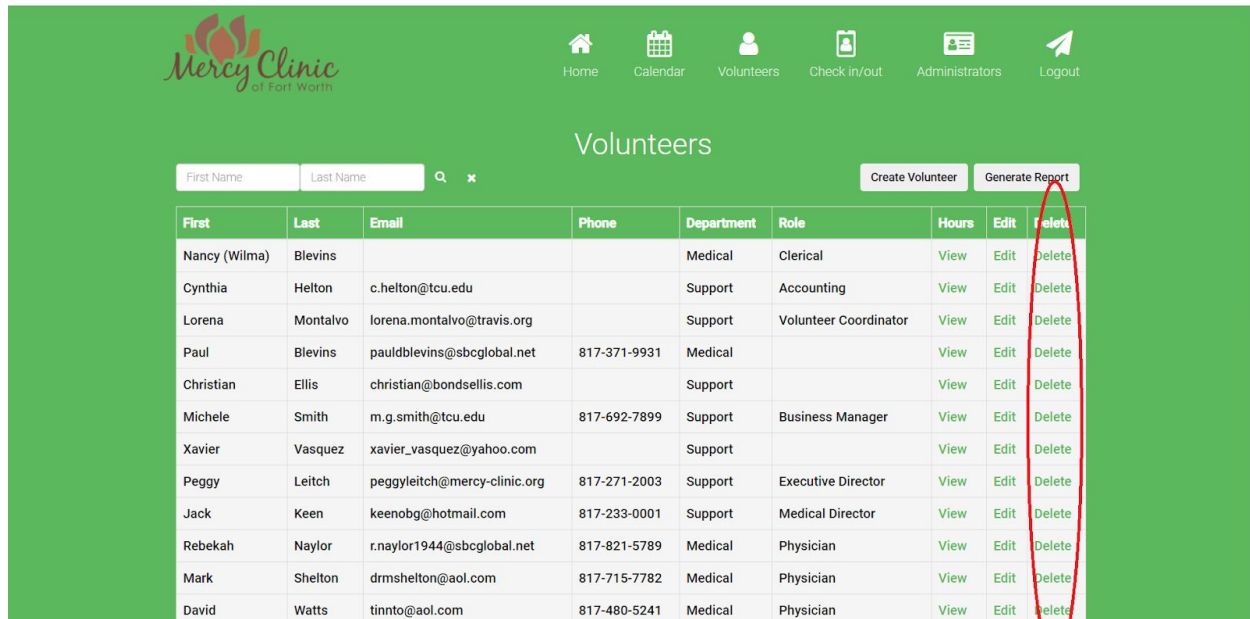 Mercy Clinic
of Fort Worth
Home Calendar Volunteers Check in/out Administrators Logout
Volunteers
First Name Last Name Create Volunteer Generate Report
First Last Email Phone Department Role Hours Edit Delete
Nancy (Wilma) Blevins Medical Clerical View Edit Delete
Cynthia Helton c.helton@tcu.edu Support Accounting View Edit Delete
Lorena Montalvo lorena.montalvo@travis.org Support Volunteer Coordinator View Edit Delete
Paul Blevins pauldblevins@sbcglobal.net 817-371-9931 Medical View Edit Delete
Christian Ellis christian@bondsellis.com Support View Edit Delete
Michele Smith m.g.smith@tcu.edu 817-692-7899 Support Business Manager View Edit Delete
Xavier Vasquez xavier_vasquez@yahoo.com Support View Edit Delete
Peggy Leitch peggyleitch@mercy-clinic.org 817-271-2003 Support Executive Director View Edit Delete
Jack Keen keenobg@hotmail.com 817-233-0001 Support Medical Director View Edit Delete
Rebekah Naylor r.naylor1944@sbcglobal.net 817-821-5789 Medical Physician View Edit Delete
Mark Shelton drmshelton@aol.com 817-715-7782 Medical Physician View Edit Delete
David Watts tinnto@aol.com 817-480-5241 Medical Physician View Edit Delete